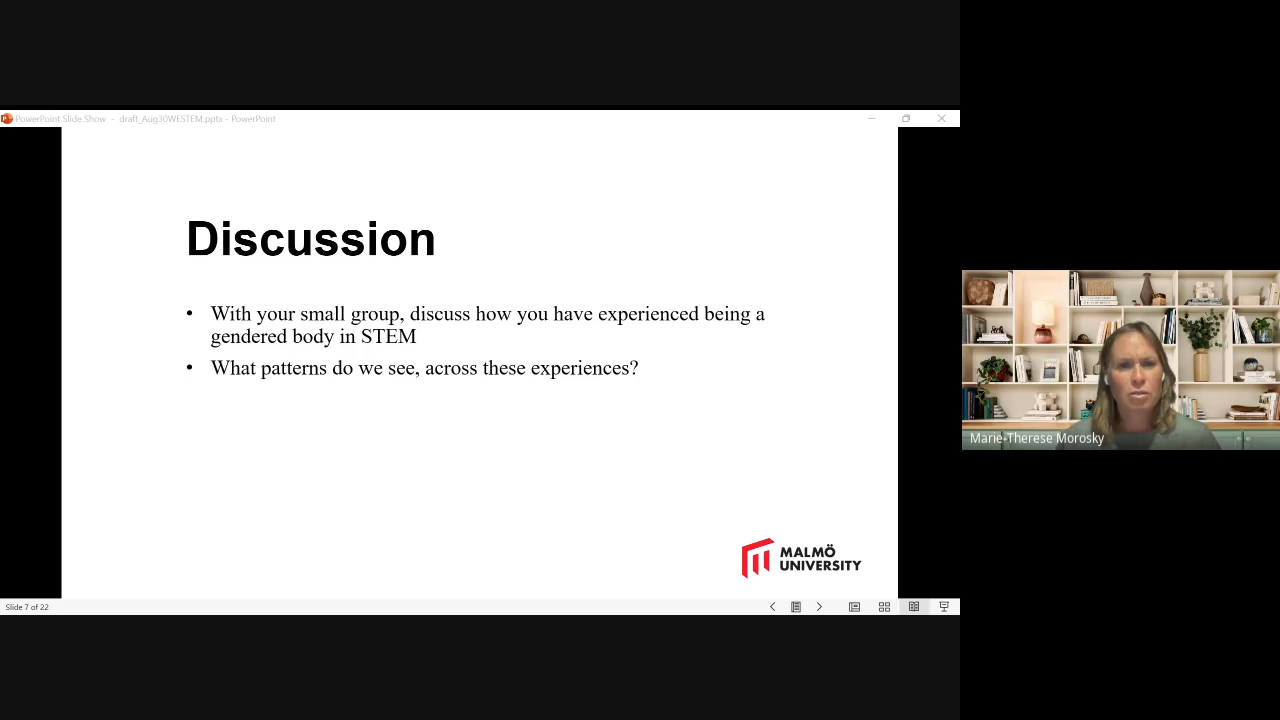 PowerPoint Slide Show - draft_Aug30WESTEM.ppts - PowerPoint
Discussion
• With your small group, discuss how you have experienced being a
gendered body in STEM
• What patterns do we see, across these experiences?
MALMÖ
UNIVERSITY
Marie-Therese Morosky
Slide 7 of 22